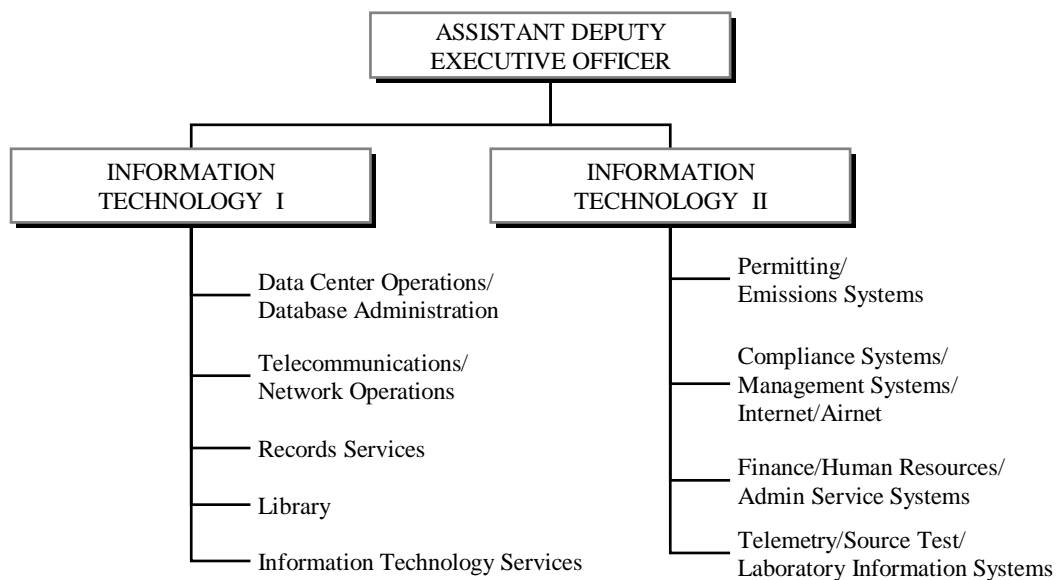 ASSISTANT DEPUTY
EXECUTIVE OFFICER
INFORMATION
TECHNOLOGY I
Data Center Operations/
Database Administration
Telecommunications/
Network Operations
Records Services
Library
Information Technology Services
INFORMATION
TECHNOLOGY II
Permitting/
Emissions Systems
Compliance Systems/
Management Systems/
Internet/Airnet
Finance/Human Resources/
Admin Service Systems
Telemetry/Source Test/
Laboratory Information Systems